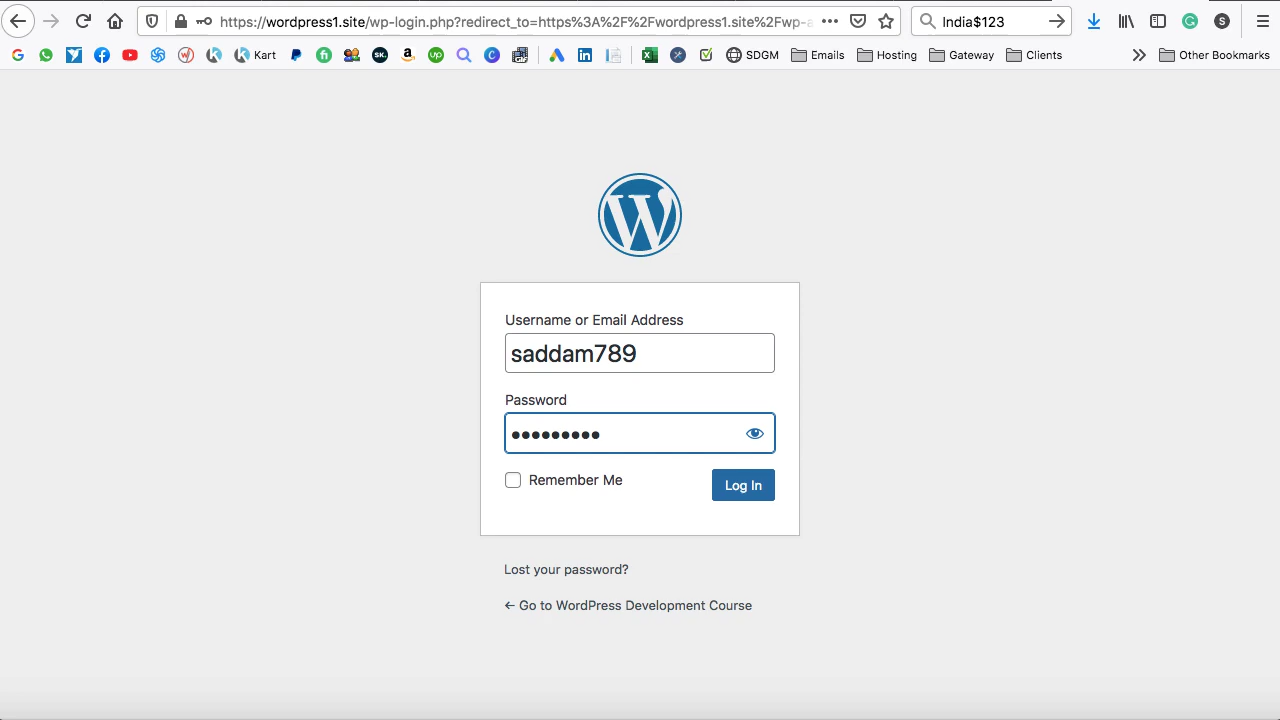 https://wordpress1.site/wp-login.php?redirect_to=https%3A%2F%2Fwordpress1.site%2Fwp-a
India$123
Kart
SDGM
Emails
Hosting
Gateway
Clients
Other Bookmarks
Username or Email Address
saddam789
Password
•••••••••
Remember Me
Log In
Lost your password?
← Go to WordPress Development Course